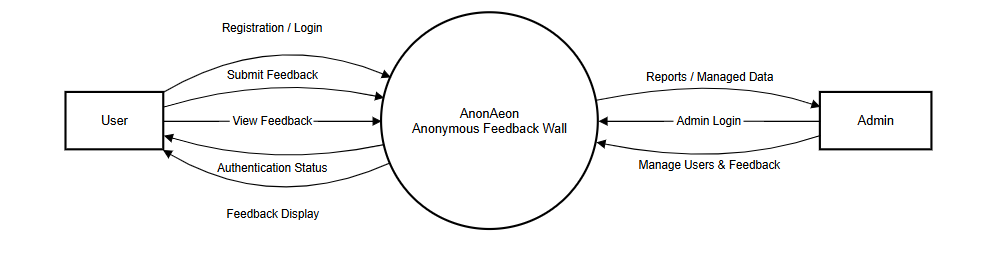 Registration / Login
Submit Feedback
User
View Feedback
Authentication Status
Feedback Display
AnonAeon
Anonymous Feedback Wall
Reports / Managed Data
Admin Login
Admin
Manage Users & Feedback